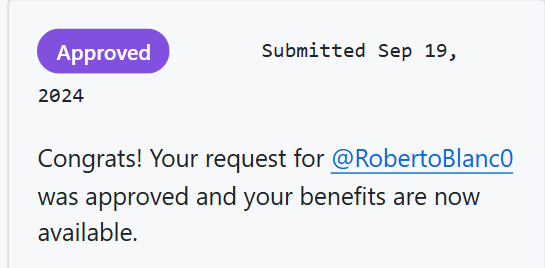 Approved Submitted Sep 19,
2024
Congrats! Your request for @RobertoBlanc0
was approved and your benefits are now
available.